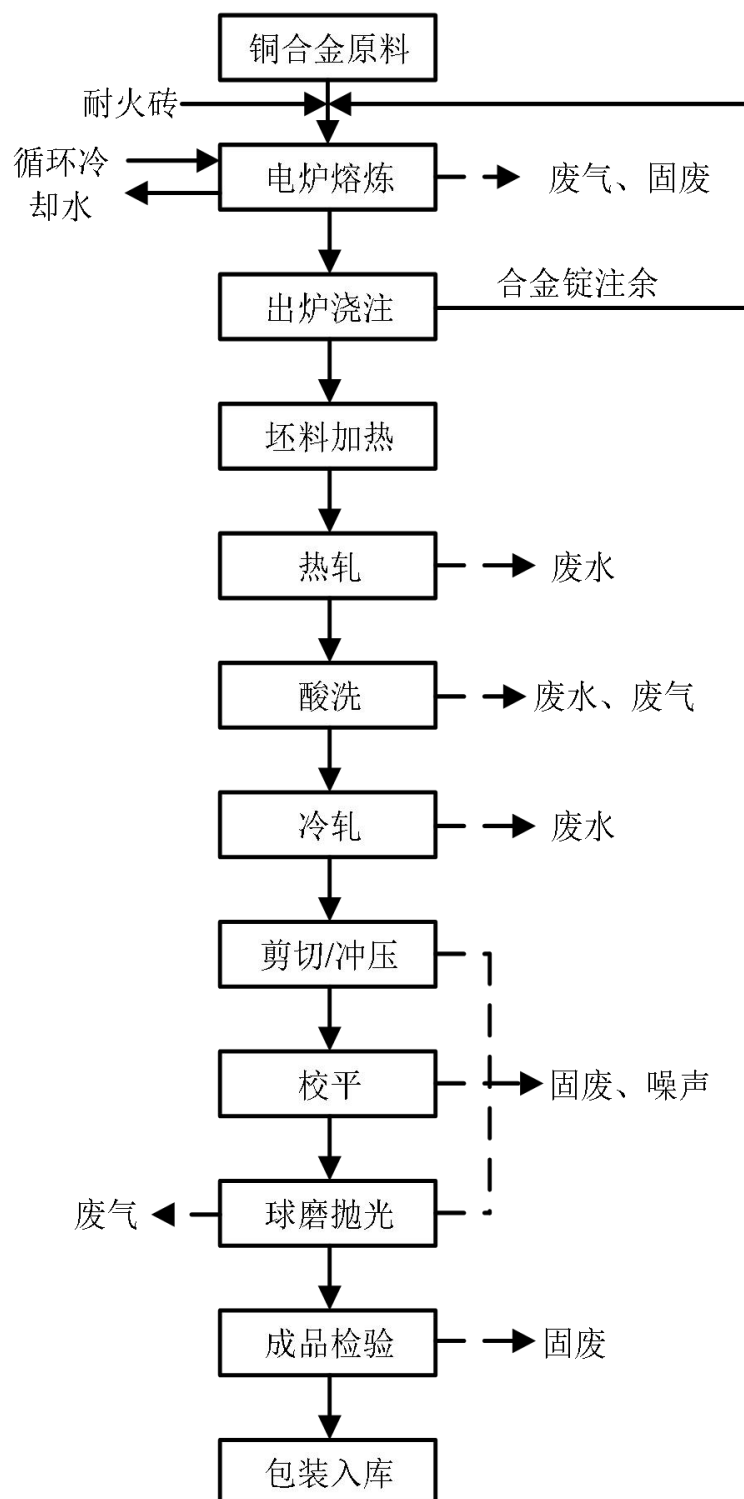 铜合金原料
耐火砖
循环冷
却水
电炉熔炼
废气、固废
出炉浇注
合金锭注余
坯料加热
热轧
废水
酸洗
废水、废气
冷轧
废水
剪切/冲压
校平
固废、噪声
废气
球磨抛光
成品检验
固废
包装入库